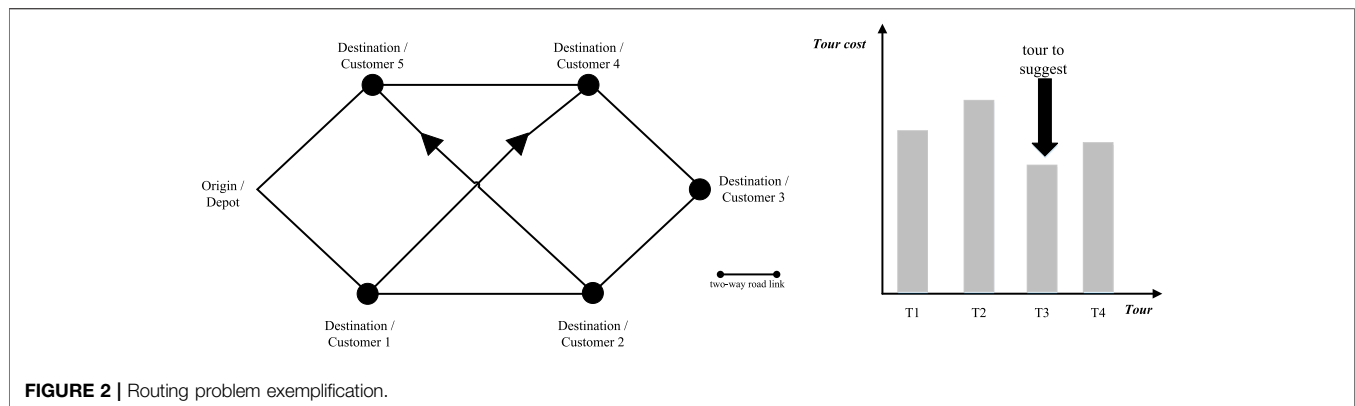 Destination /
Customer 5
Destination /
Customer 4
Origin /
Depot
Destination /
Customer 3
two-way road link
Destination /
Customer 1
Destination /
Customer 2
Tour cost
tour to
suggest
T1
T2
T3
T4
Tour
FIGURE 2 | Routing problem exemplification.